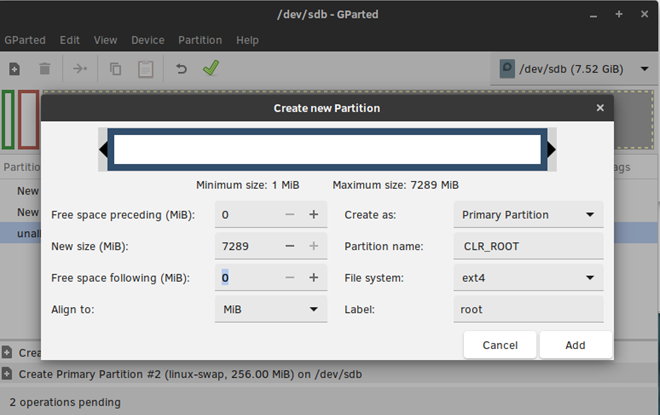 /dev/sdb - GParted
GParted Edit View Device Partition Help
/dev/sdb (7.52 GiB)
Create new Partition
Minimum size: 1 MiB Maximum size: 7289 MiB
Partitio
ags
New
New
unal
Free space preceding (MiB): 0 Create as: Primary Partition
New size (MiB): 7289 Partition name: CLR_ROOT
Free space following (MiB): 0 File system: ext4
Align to: MiB Label: root
Cancel Add
Crea
Create Primary Partition #2 (linux-swap, 256.00 MiB) on /dev/sdb
2 operations pending